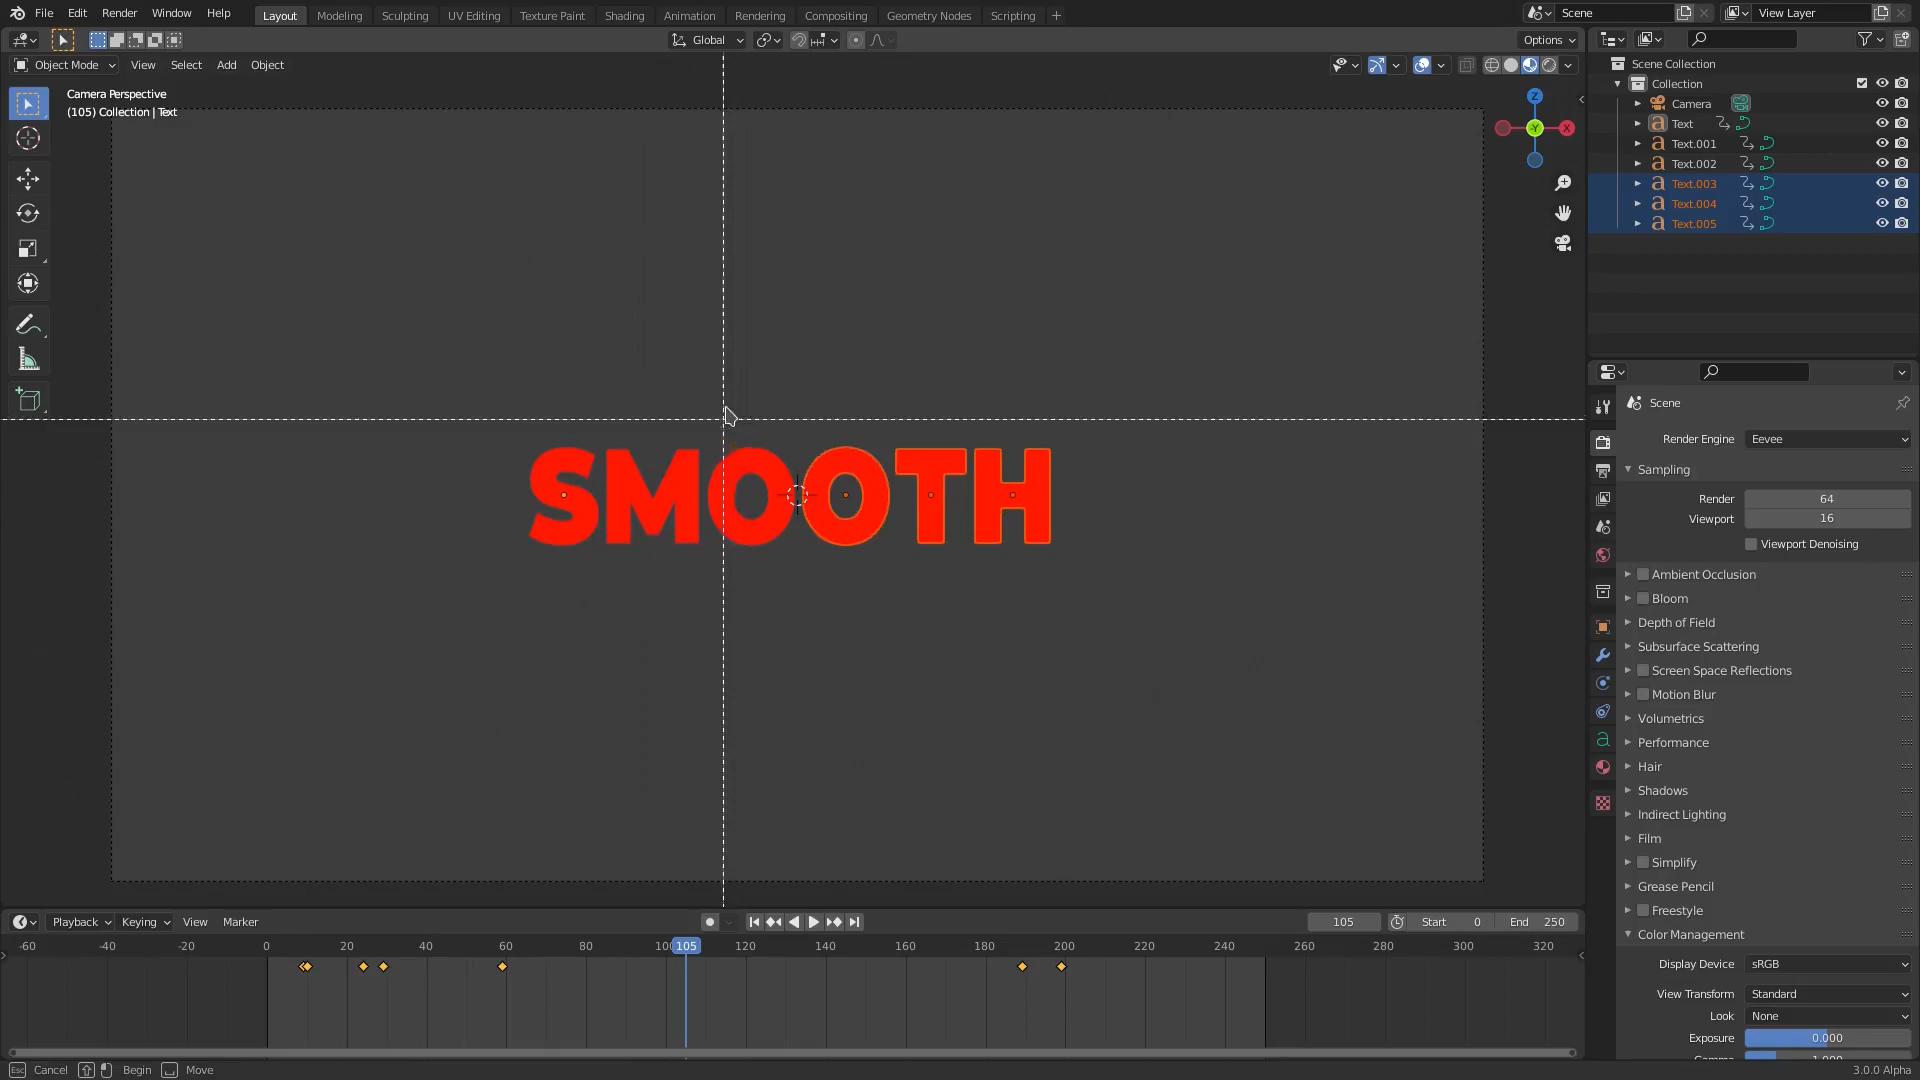 File Edit Render Window Help Layout Modeling Sculpting UV Editing Texture Paint Shading Animation Rendering Compositing Geometry Nodes Scripting + Scene View Layer
Global Options
Object Mode View Select Add Object
Camera Perspective
(105) Collection | Text
Z
Y
X
SMOOTH
Scene Collection
Collection
Camera
Text
Text.001
Text.002
Text.003
Text.004
Text.005
Scene
Render Engine Eevee
Sampling
Render 64
Viewport 16
Viewport Denoising
Ambient Occlusion
Bloom
Depth of Field
Subsurface Scattering
Screen Space Reflections
Motion Blur
Volumetrics
Performance
Hair
Shadows
Indirect Lighting
Film
Simplify
Grease Pencil
Freestyle
Color Management
Display Device sRGB
View Transform Standard
Look None
Exposure 0.000
Playback Keying View Marker 105 Start 0 End 250
-60 -40 -20 0 20 40 60 80 105 120 140 160 180 200 220 240 260 280 300 320
Esc Cancel Begin Move 3.0.0 Alpha